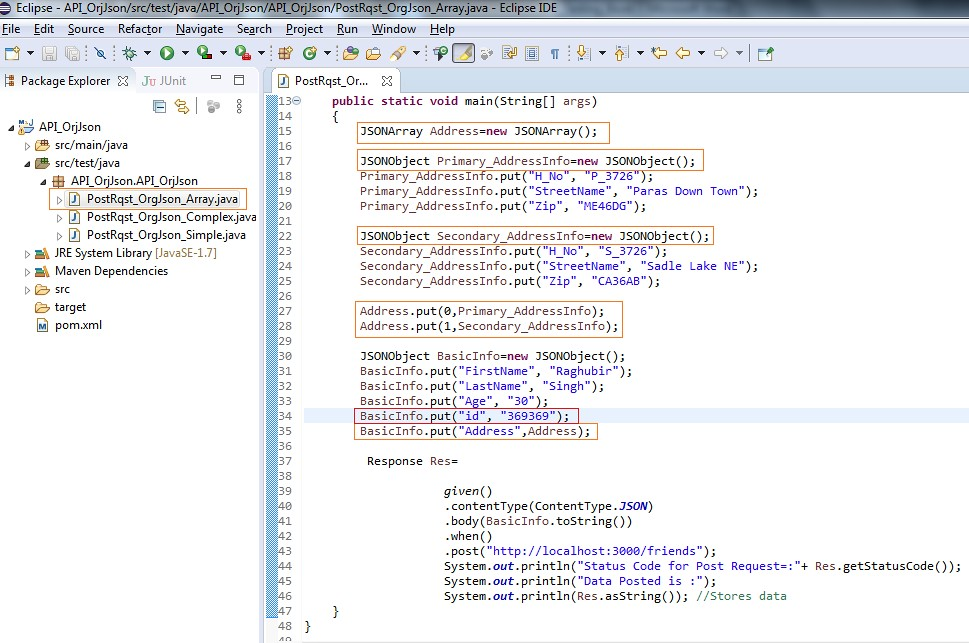 Eclipse - API_OrjJson/src/test/java/API_OrjJson/API_OrjJson/PostRqst_OrgJson_Array.java - Eclipse IDE
File Edit Source Refactor Navigate Search Project Run Window Help
Package Explorer JUnit
PostRqst_Or...
API_OrjJson
src/main/java
src/test/java
API_OrjJson.API_OrjJson
PostRqst_OrgJson_Array.java
PostRqst_OrgJson_Complex.java
PostRqst_OrgJson_Simple.java
JRE System Library [JavaSE-1.7]
Maven Dependencies
src
target
pom.xml
13 public static void main(String[] args)
14 {
15 JSONArray Address=new JSONArray();
16
17 JSONObject Primary_AddressInfo=new JSONObject();
18 Primary_AddressInfo.put("H_No", "P_3726");
19 Primary_AddressInfo.put("StreetName", "Paras Down Town");
20 Primary_AddressInfo.put("Zip", "ME46DG");
21
22 JSONObject Secondary_AddressInfo=new JSONObject();
23 Secondary_AddressInfo.put("H_No", "S_3726");
24 Secondary_AddressInfo.put("StreetName", "Sadle Lake NE");
25 Secondary_AddressInfo.put("Zip", "CA36AB");
26
27 Address.put(0,Primary_AddressInfo);
28 Address.put(1,Secondary_AddressInfo);
29
30 JSONObject BasicInfo=new JSONObject();
31 BasicInfo.put("FirstName", "Raghubir");
32 BasicInfo.put("LastName", "Singh");
33 BasicInfo.put("Age", "30");
34 BasicInfo.put("id", "369369");
35 BasicInfo.put("Address",Address);
36
37 Response Res=
38
39 given()
40 .contentType(ContentType.JSON)
41 .body(BasicInfo.toString())
42 .when()
43 .post("http://localhost:3000/friends");
44 System.out.println("Status Code for Post Request=:"+ Res.getStatusCode());
45 System.out.println("Data Posted is :");
46 System.out.println(Res.asString()); //Stores data
47 }
48 }
49